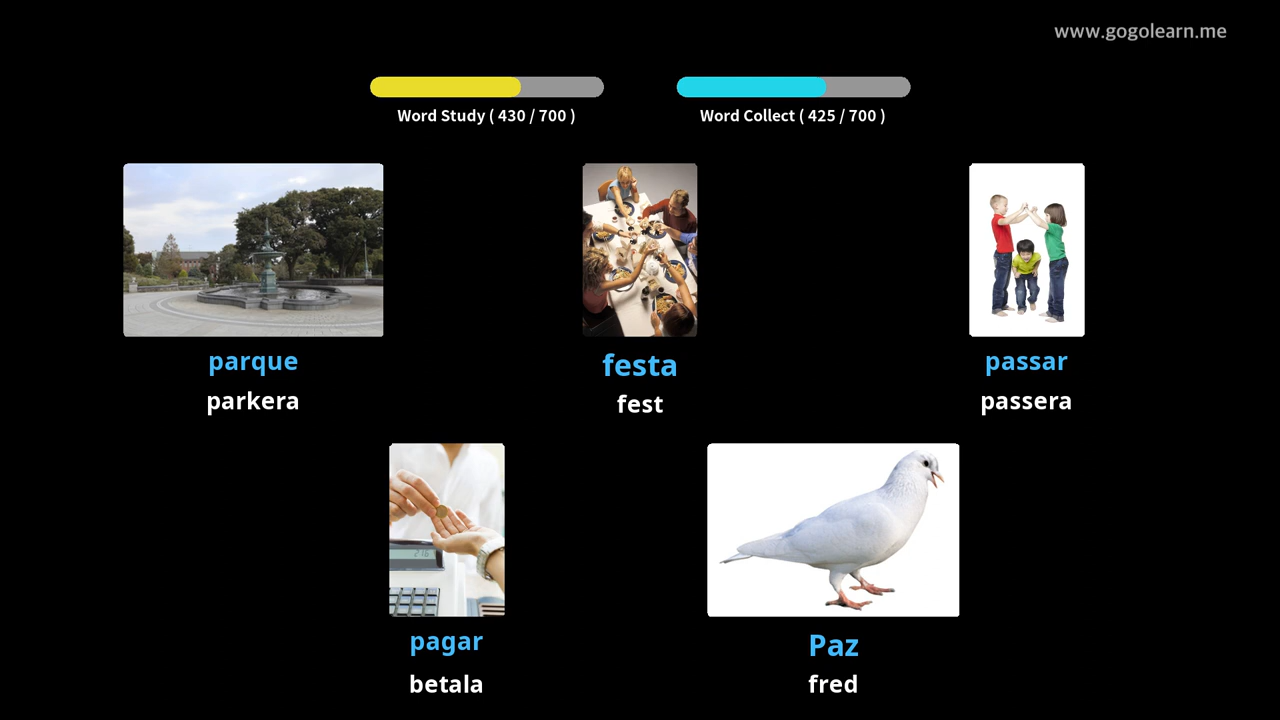 www.gogolearn.me
Word Study ( 430 / 700 )
Word Collect ( 425 / 700 )
parque
parkera
festa
fest
passar
passera
pagar
betala
Paz
fred